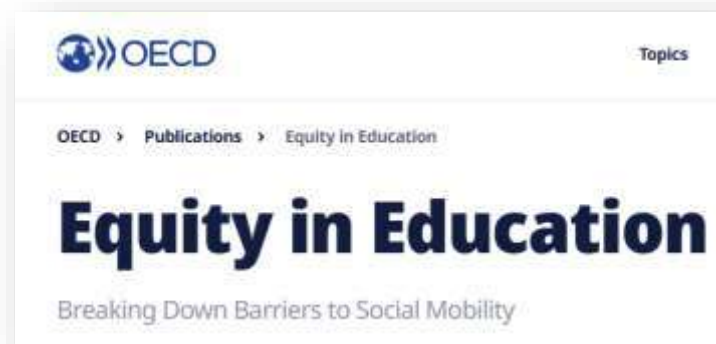 OECD
Topics
OECD › Publications › Equity in Education
Equity in Education
Breaking Down Barriers to Social Mobility